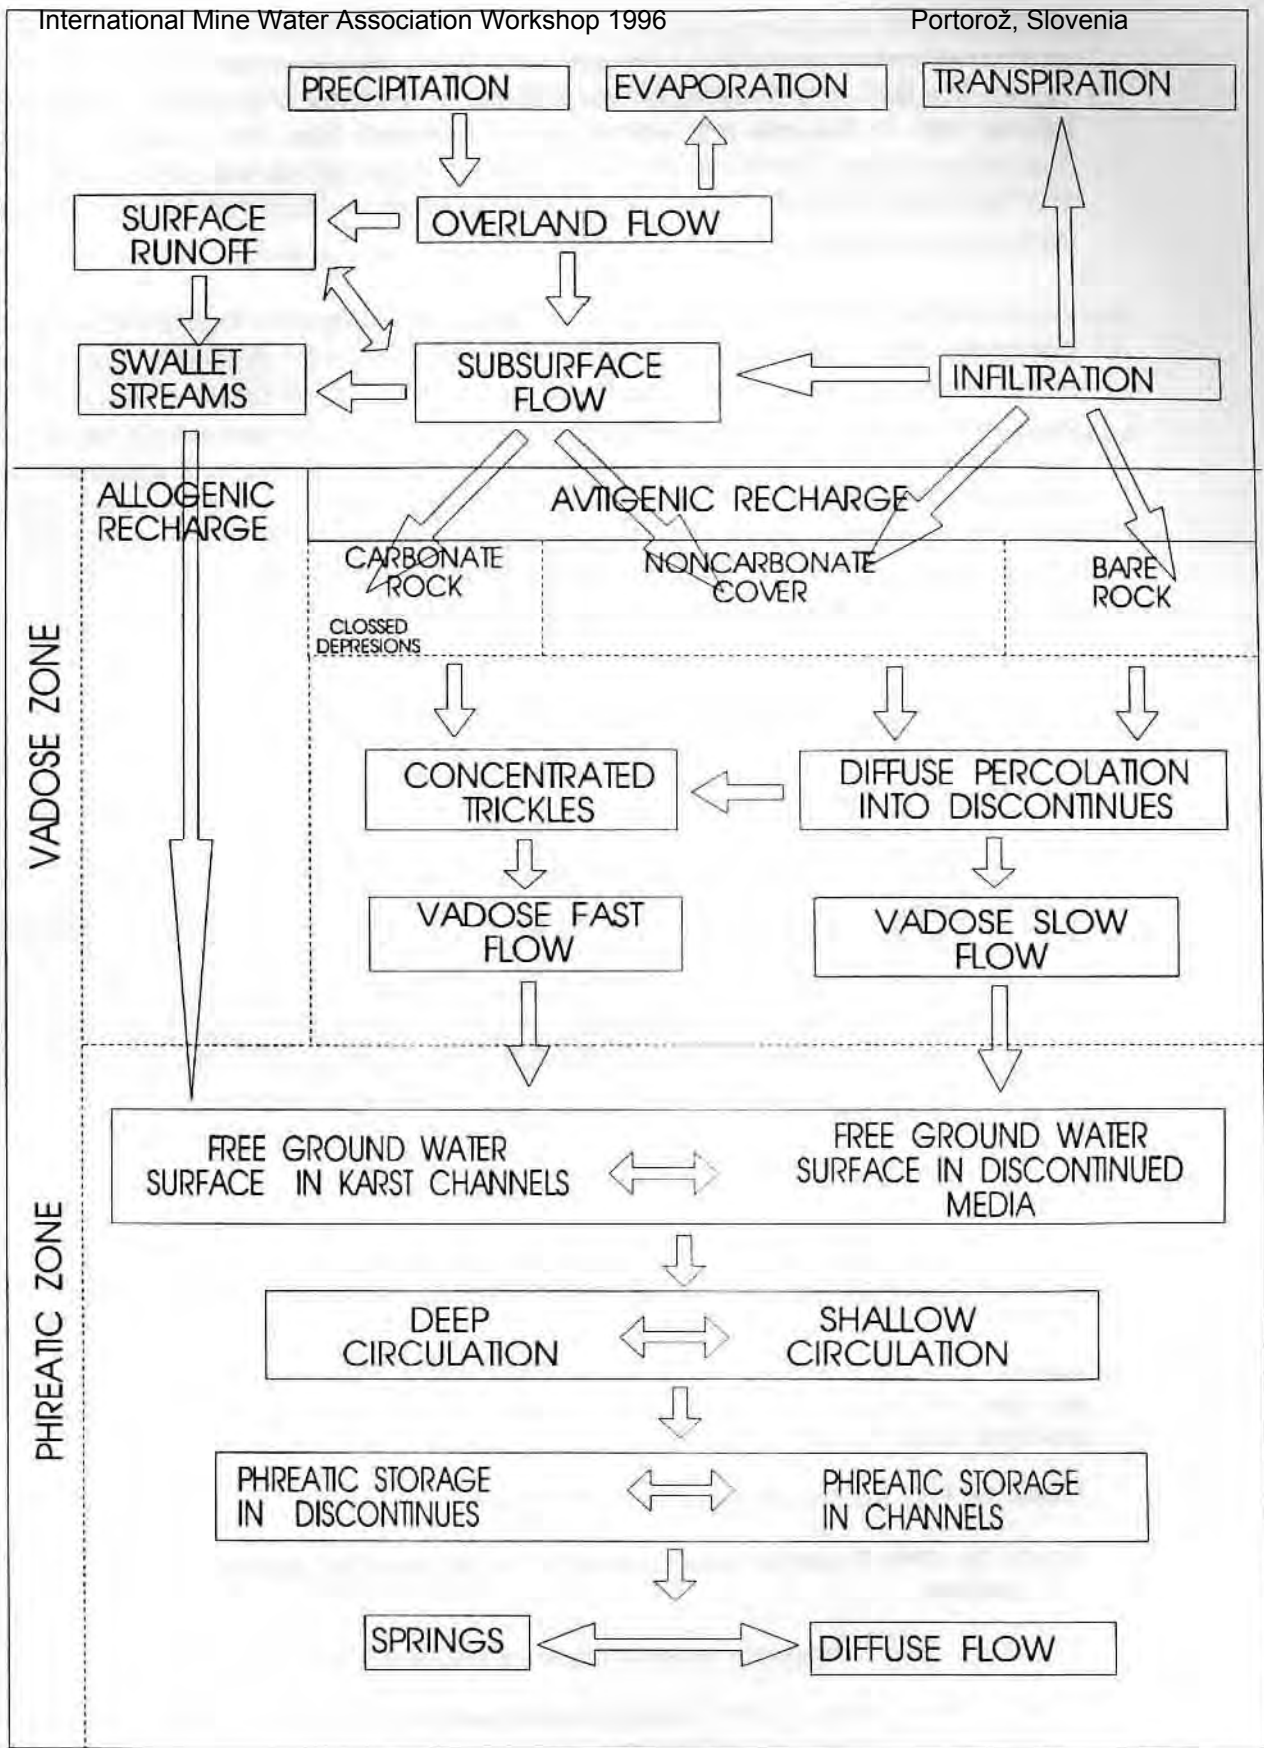 International Mine Water Association Workshop 1996
Portorož, Slovenia
PRECIPITATION
EVAPORATION
TRANSPIRATION
SURFACE
RUNOFF
OVERLAND FLOW
SWALLET
STREAMS
SUBSURFACE
FLOW
INFILTRATION
ALLOGENIC
RECHARGE
AVTIGENIC RECHARGE
CARBONATE
ROCK
NONCARBONATE
COVER
BARE
ROCK
CLOSSED
DEPRESIONS
VADOSE ZONE
CONCENTRATED
TRICKLES
DIFFUSE PERCOLATION
INTO DISCONTINUES
VADOSE FAST
FLOW
VADOSE SLOW
FLOW
PHREATIC ZONE
FREE GROUND WATER
SURFACE IN KARST CHANNELS
FREE GROUND WATER
SURFACE IN DISCONTINUED
MEDIA
DEEP
CIRCULATION
SHALLOW
CIRCULATION
PHREATIC STORAGE
IN DISCONTINUES
PHREATIC STORAGE
IN CHANNELS
SPRINGS
DIFFUSE FLOW